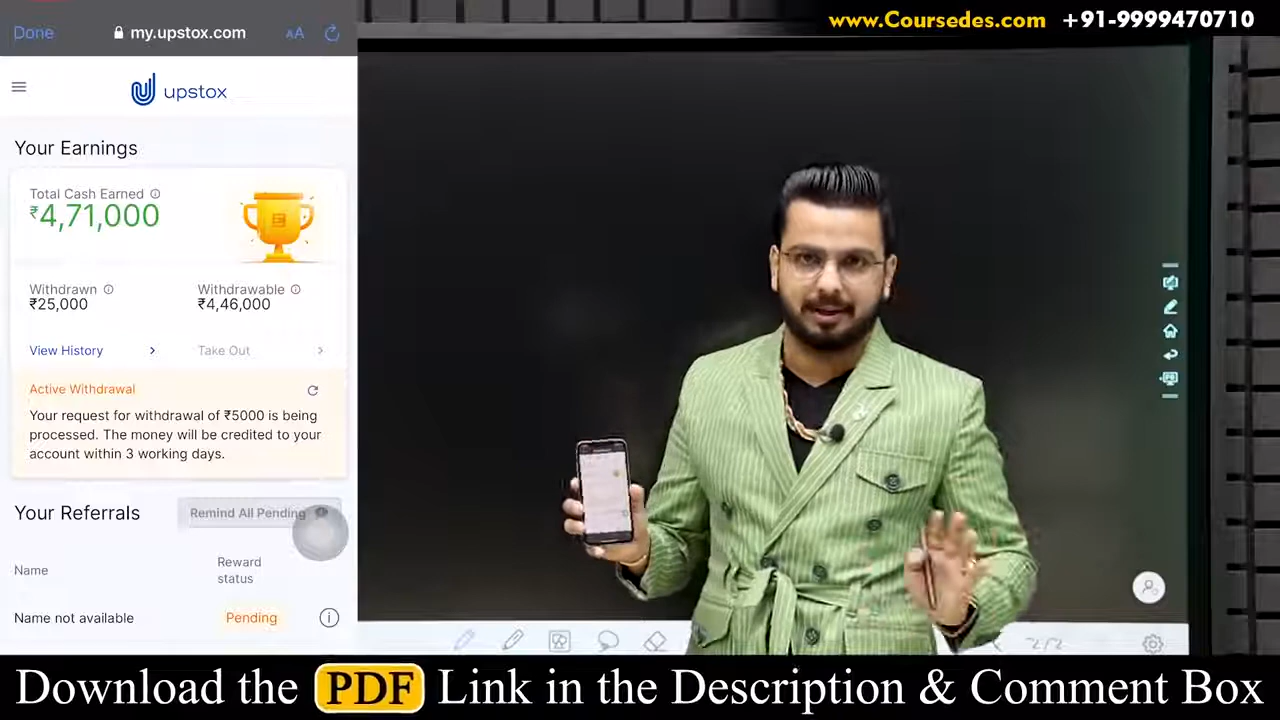 www.Coursedes.com +91-9999470710
Done my.upstox.com AA
upstox
Your Earnings
Total Cash Earned
₹4,71,000
Withdrawn Withdrawable
₹25,000 ₹4,46,000
View History Take Out
Active Withdrawal
Your request for withdrawal of ₹5000 is being
processed. The money will be credited to your
account within 3 working days.
Your Referrals Remind All Pending
Name Reward
status
Name not available Pending
2/2
Download the PDF Link in the Description & Comment Box